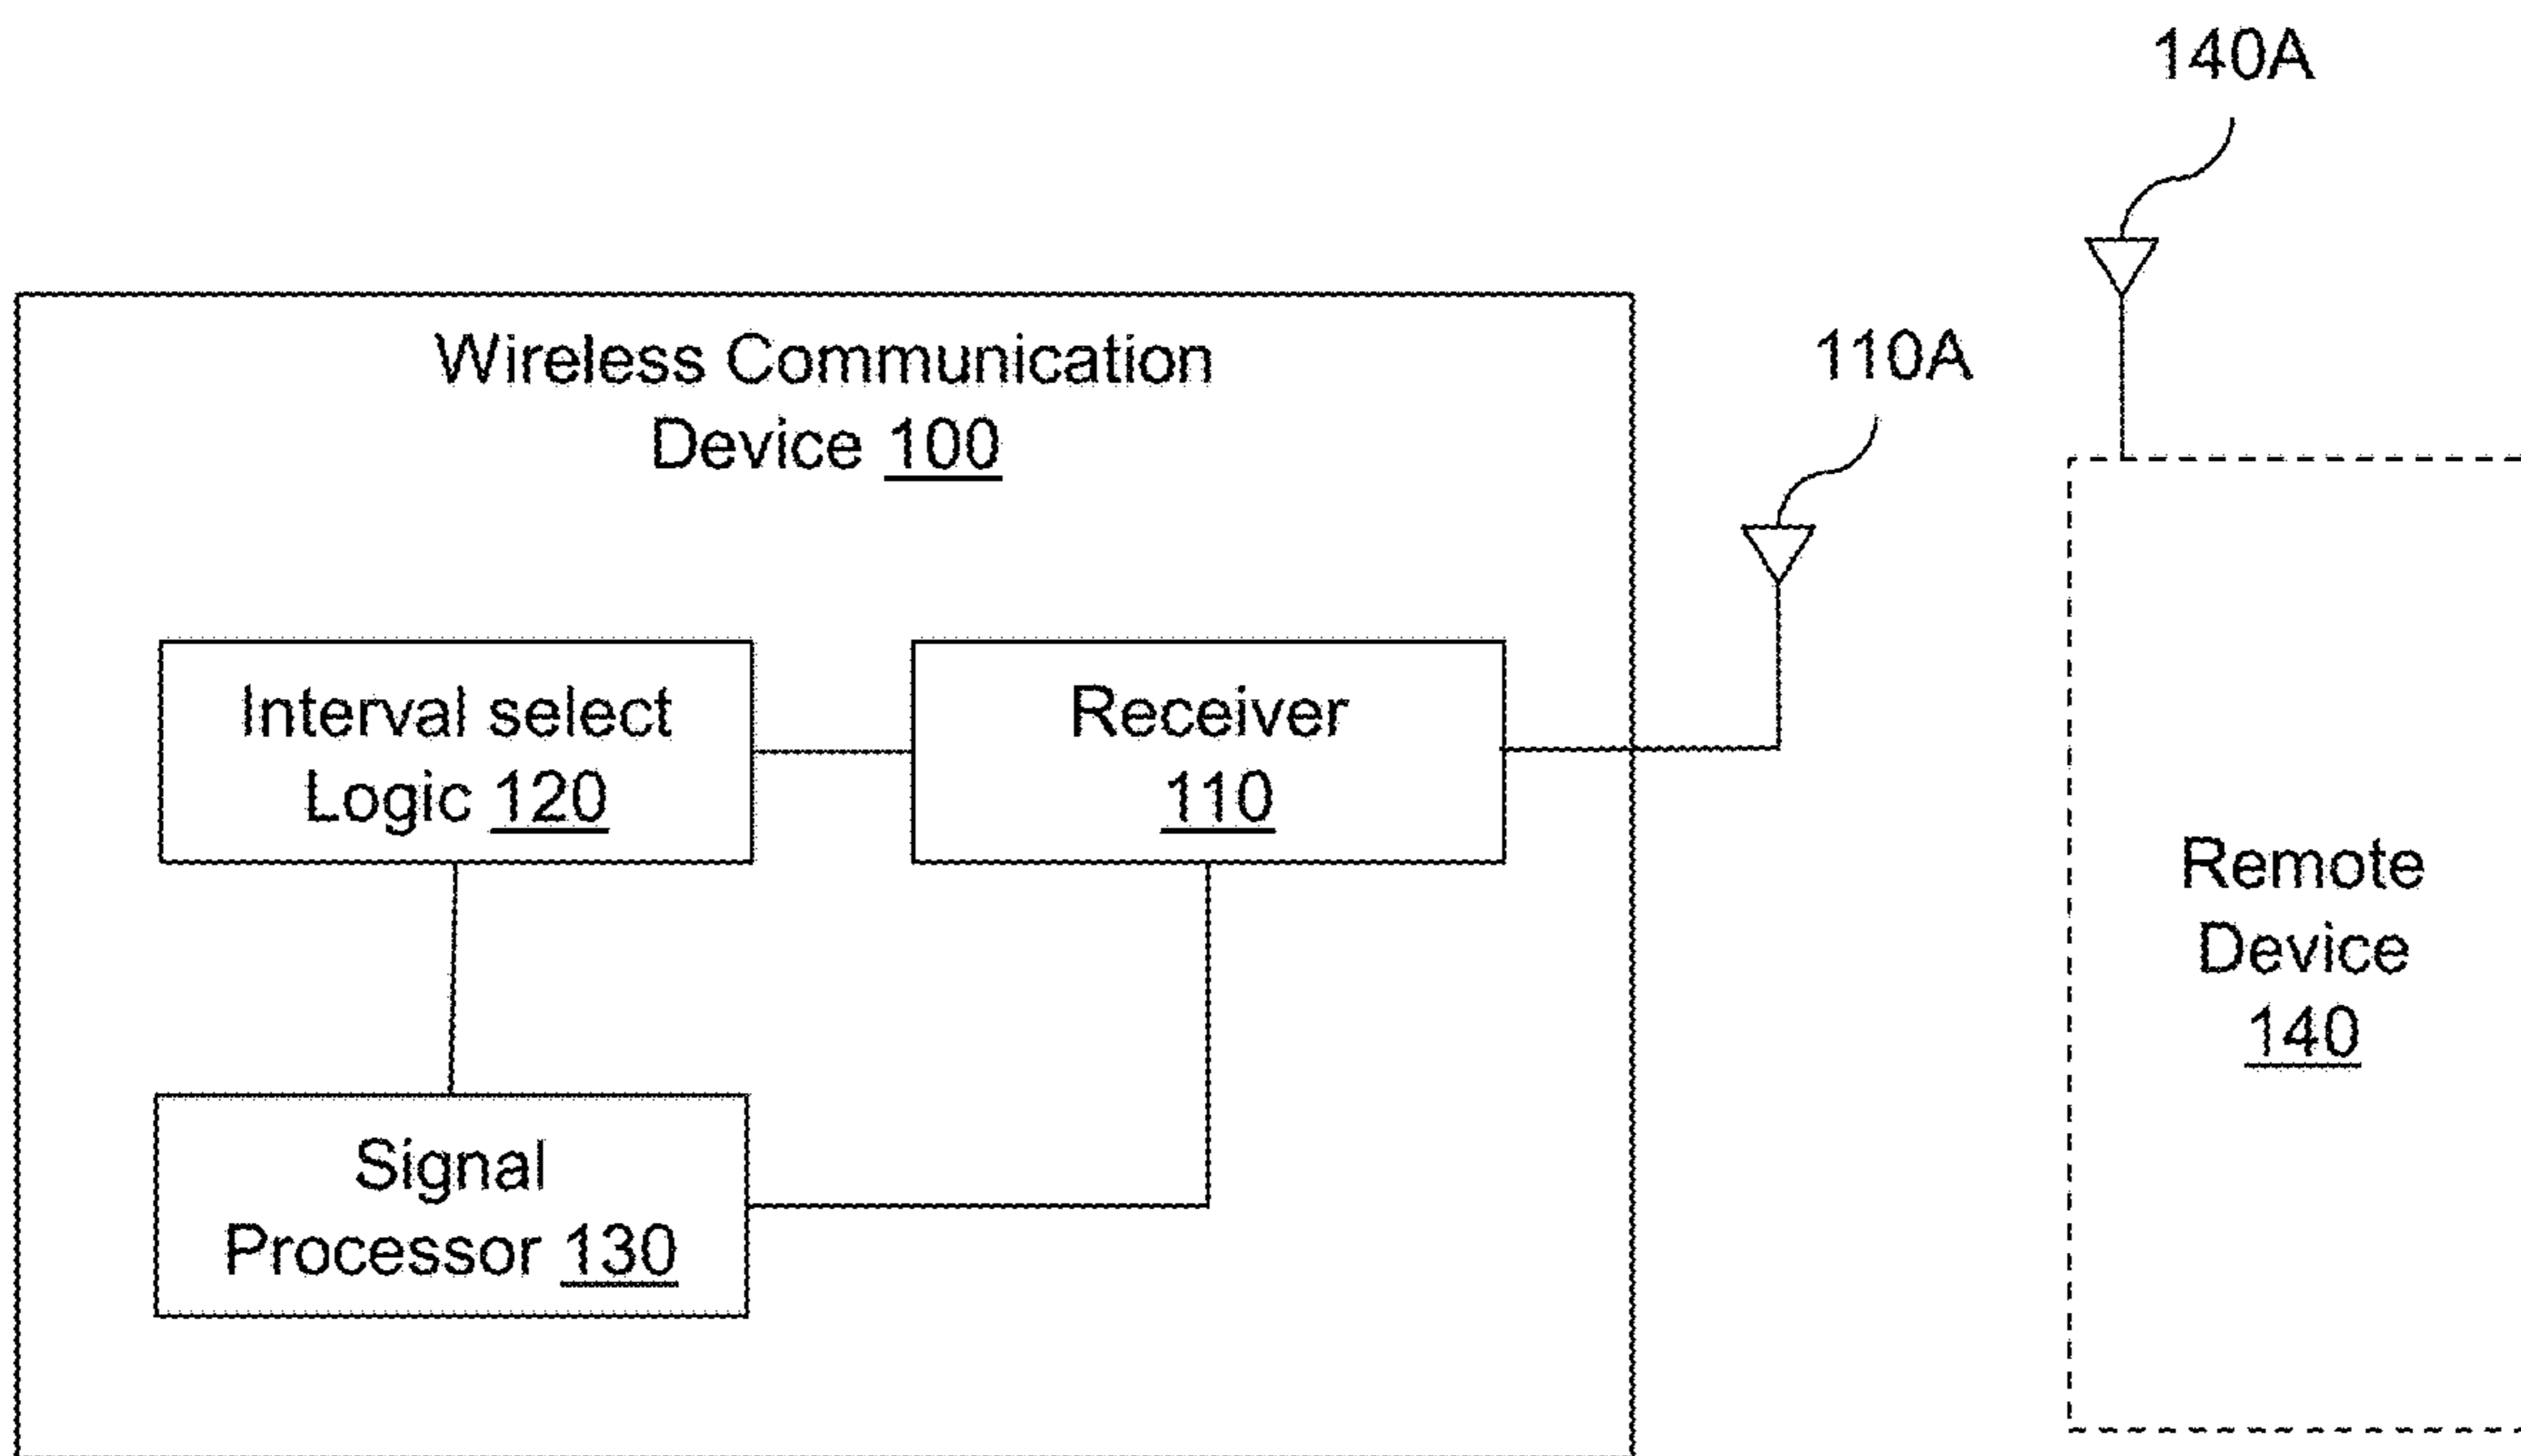 140A
Wireless Communication
Device 100
110A
Interval select
Logic 120
Receiver
110
Remote
Device
140
Signal
Processor 130